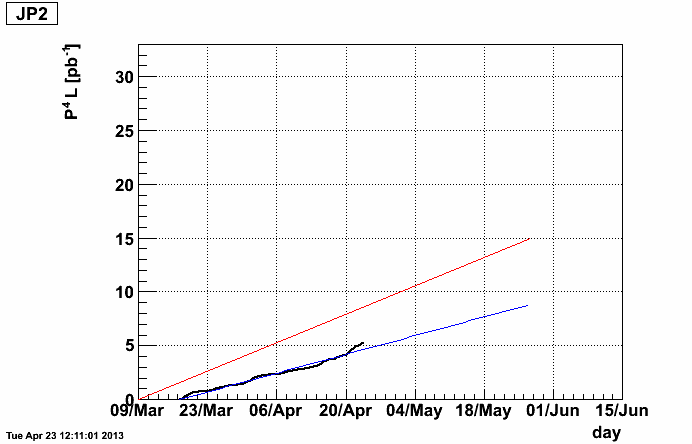 JP2
P⁴ L [pb⁻¹]
30
25
20
15
10
5
0
09/Mar 23/Mar 06/Apr 20/Apr 04/May 18/May 01/Jun 15/Jun
day
Tue Apr 23 12:11:01 2013